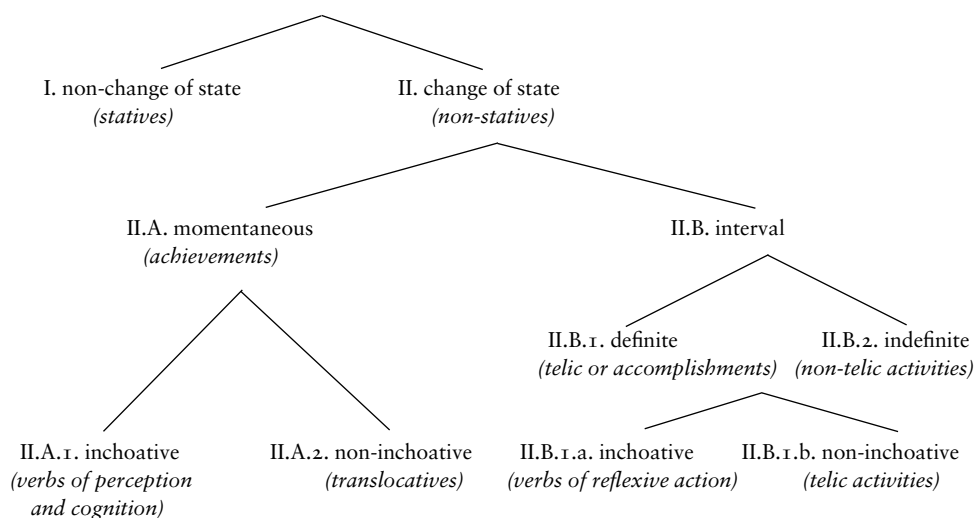 I. non-change of state
(statives)
II. change of state
(non-statives)
II.A. momentaneous
(achievements)
II.B. interval
II.B.1. definite
(telic or accomplishments)
II.B.2. indefinite
(non-telic activities)
II.A.1. inchoative
(verbs of perception
and cognition)
II.A.2. non-inchoative
(translocatives)
II.B.1.a. inchoative
(verbs of reflexive action)
II.B.1.b. non-inchoative
(telic activities)